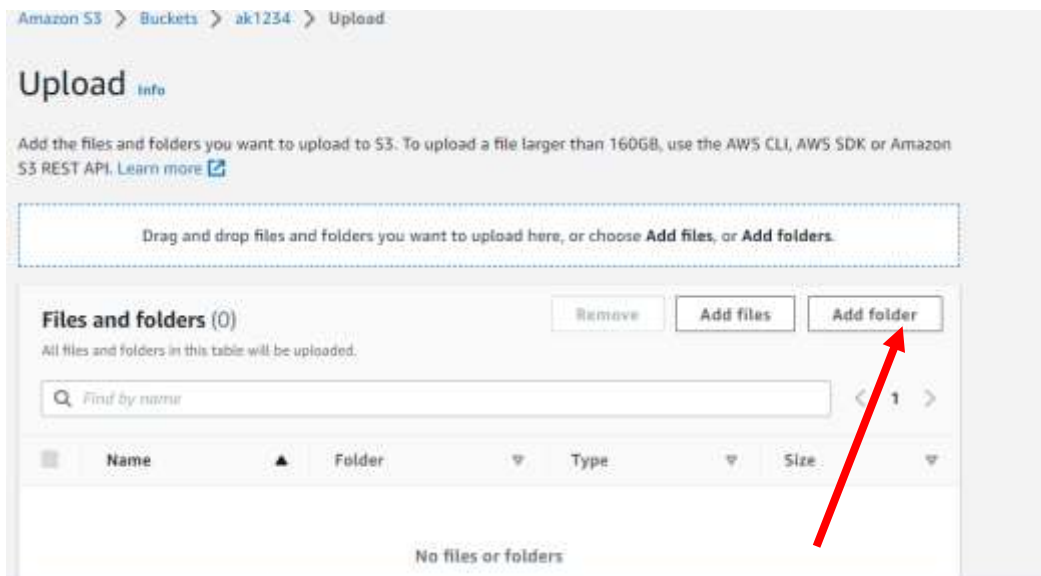 Amazon S3 > Buckets > ak1234 > Upload
Upload Info
Add the files and folders you want to upload to S3. To upload a file larger than 160GB, use the AWS CLI, AWS SDK or Amazon
S3 REST API. Learn more
Drag and drop files and folders you want to upload here, or choose Add files, or Add folders.
Files and folders (0) Remove Add files Add folder
All files and folders in this table will be uploaded.
Find by name < 1 >
Name Folder Type Size
No files or folders